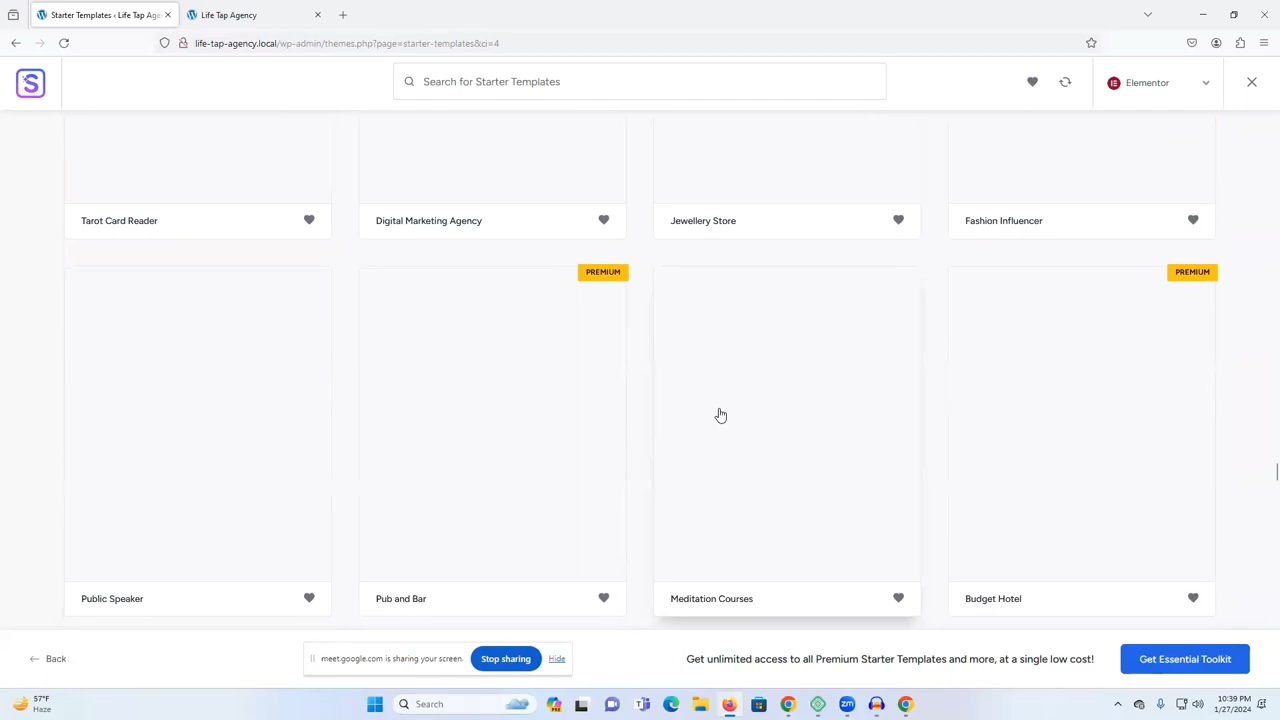 Starter Templates ‹ Life Tap Age
Life Tap Agency
life-tap-agency.local/wp-admin/themes.php?page=starter-templates&ci=4
S
Search for Starter Templates
Elementor
Tarot Card Reader
Digital Marketing Agency
Jewellery Store
Fashion Influencer
PREMIUM
PREMIUM
Public Speaker
Pub and Bar
Meditation Courses
Budget Hotel
Back
meet.google.com is sharing your screen.
Stop sharing
Hide
Get unlimited access to all Premium Starter Templates and more, at a single low cost!
Get Essential Toolkit
57°F
Haze
Search
zm
10:39 PM
1/27/2024